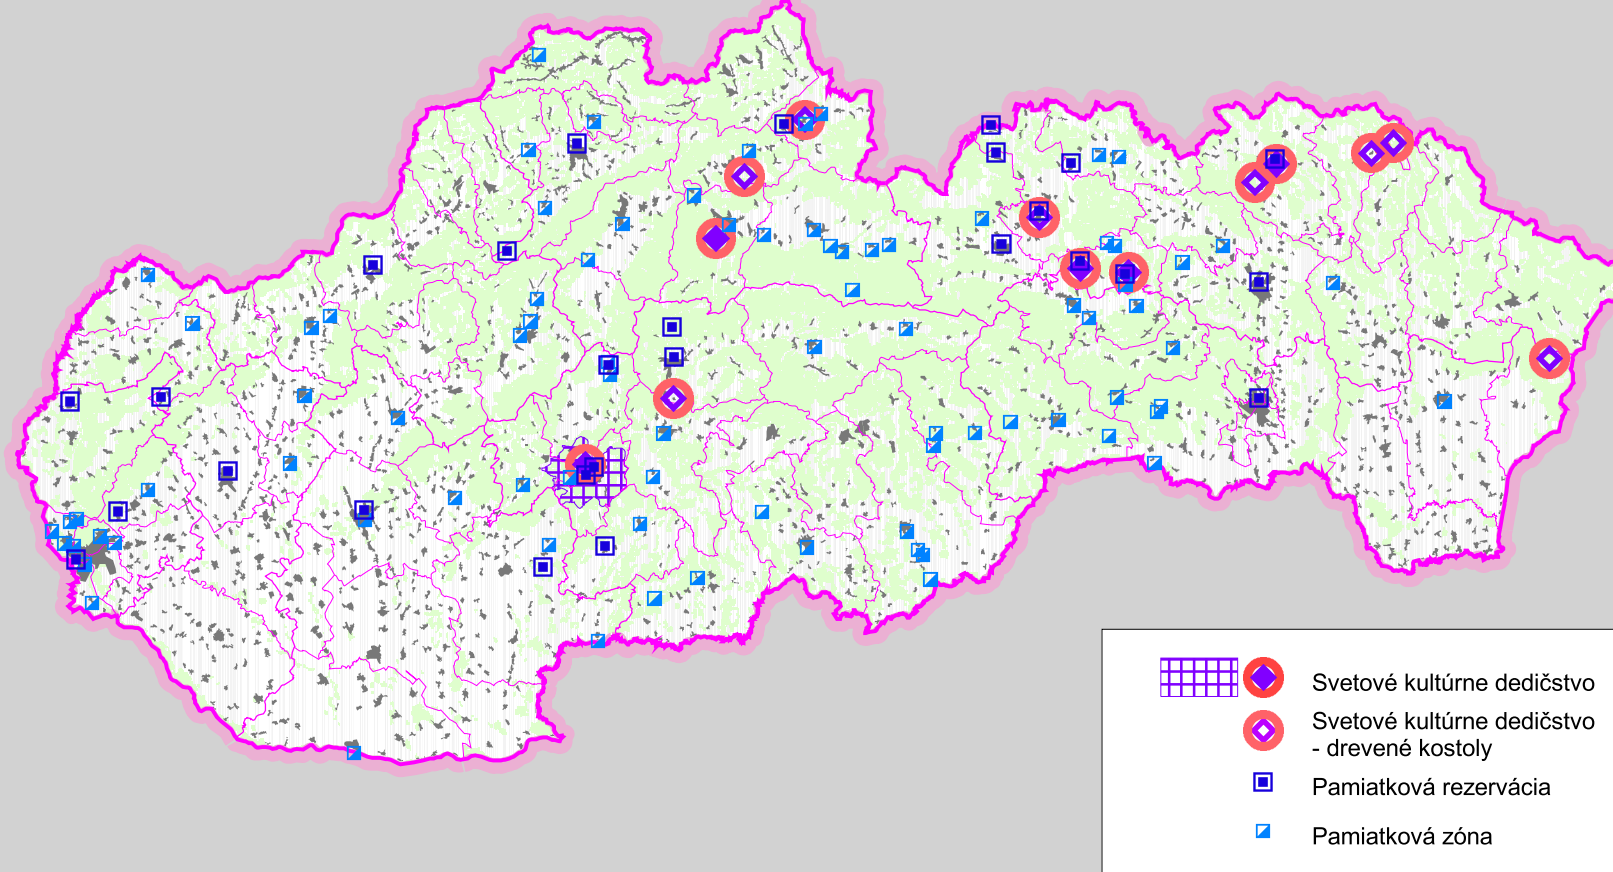 Svetové kultúrne dedičstvo
Svetové kultúrne dedičstvo
- drevené kostoly
Pamiatková rezervácia
Pamiatková zóna